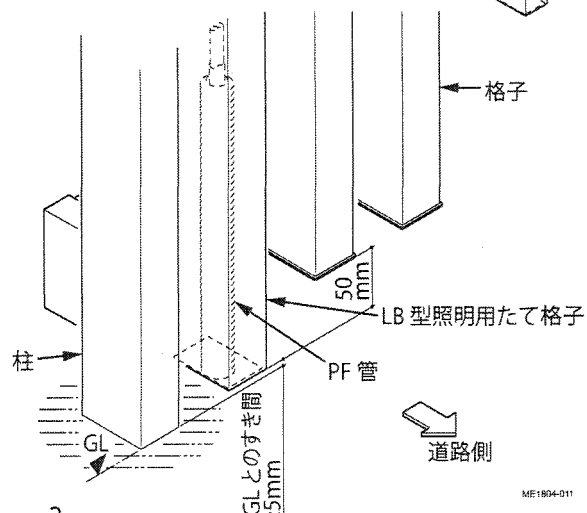 格子
50
mm
LB 型照明用たて格子
柱
PF 管
GL
GLとのすき間
5mm
道路側
ME1804-011